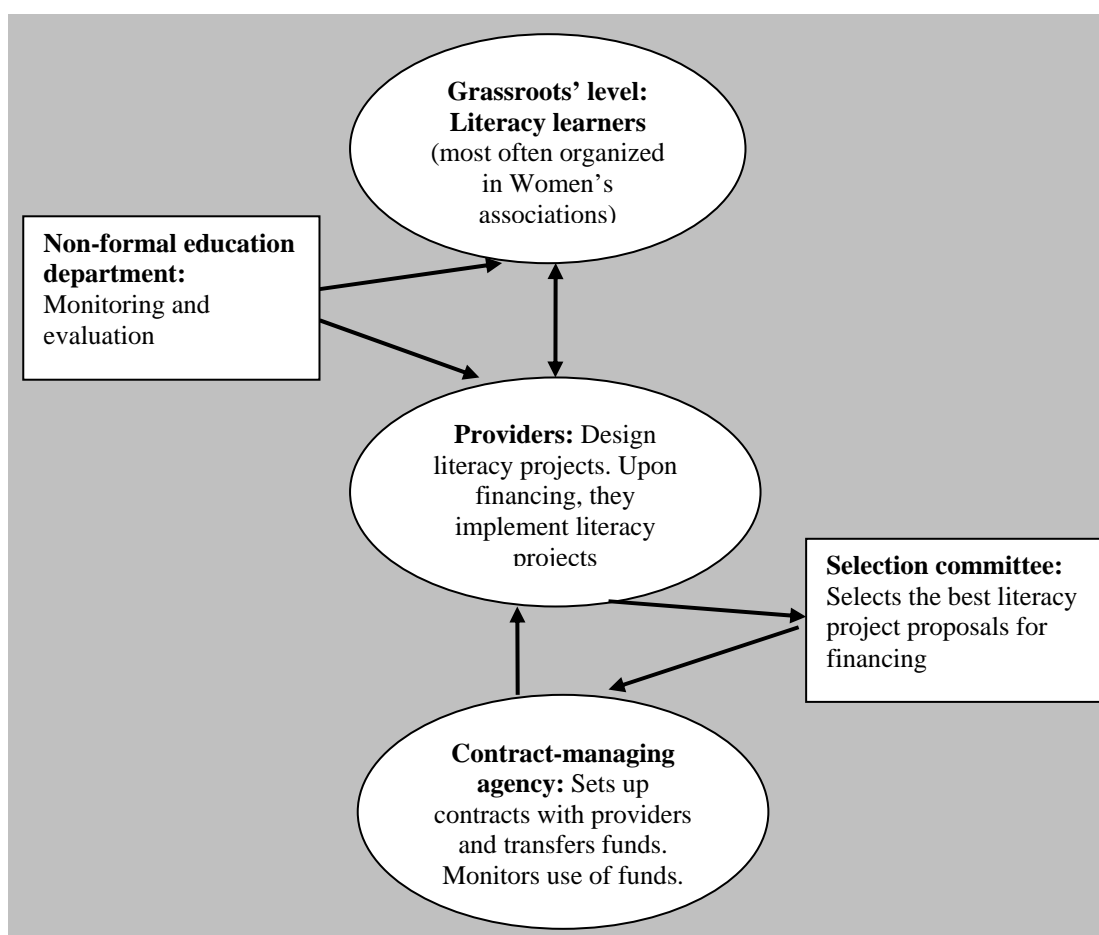 Grassroots’ level:
Literacy learners
(most often organized
in Women’s
associations)
Non-formal education
department:
Monitoring and
evaluation
Providers: Design
literacy projects. Upon
financing, they
implement literacy
projects
Selection committee:
Selects the best literacy
project proposals for
financing
Contract-managing
agency: Sets up
contracts with providers
and transfers funds.
Monitors use of funds.